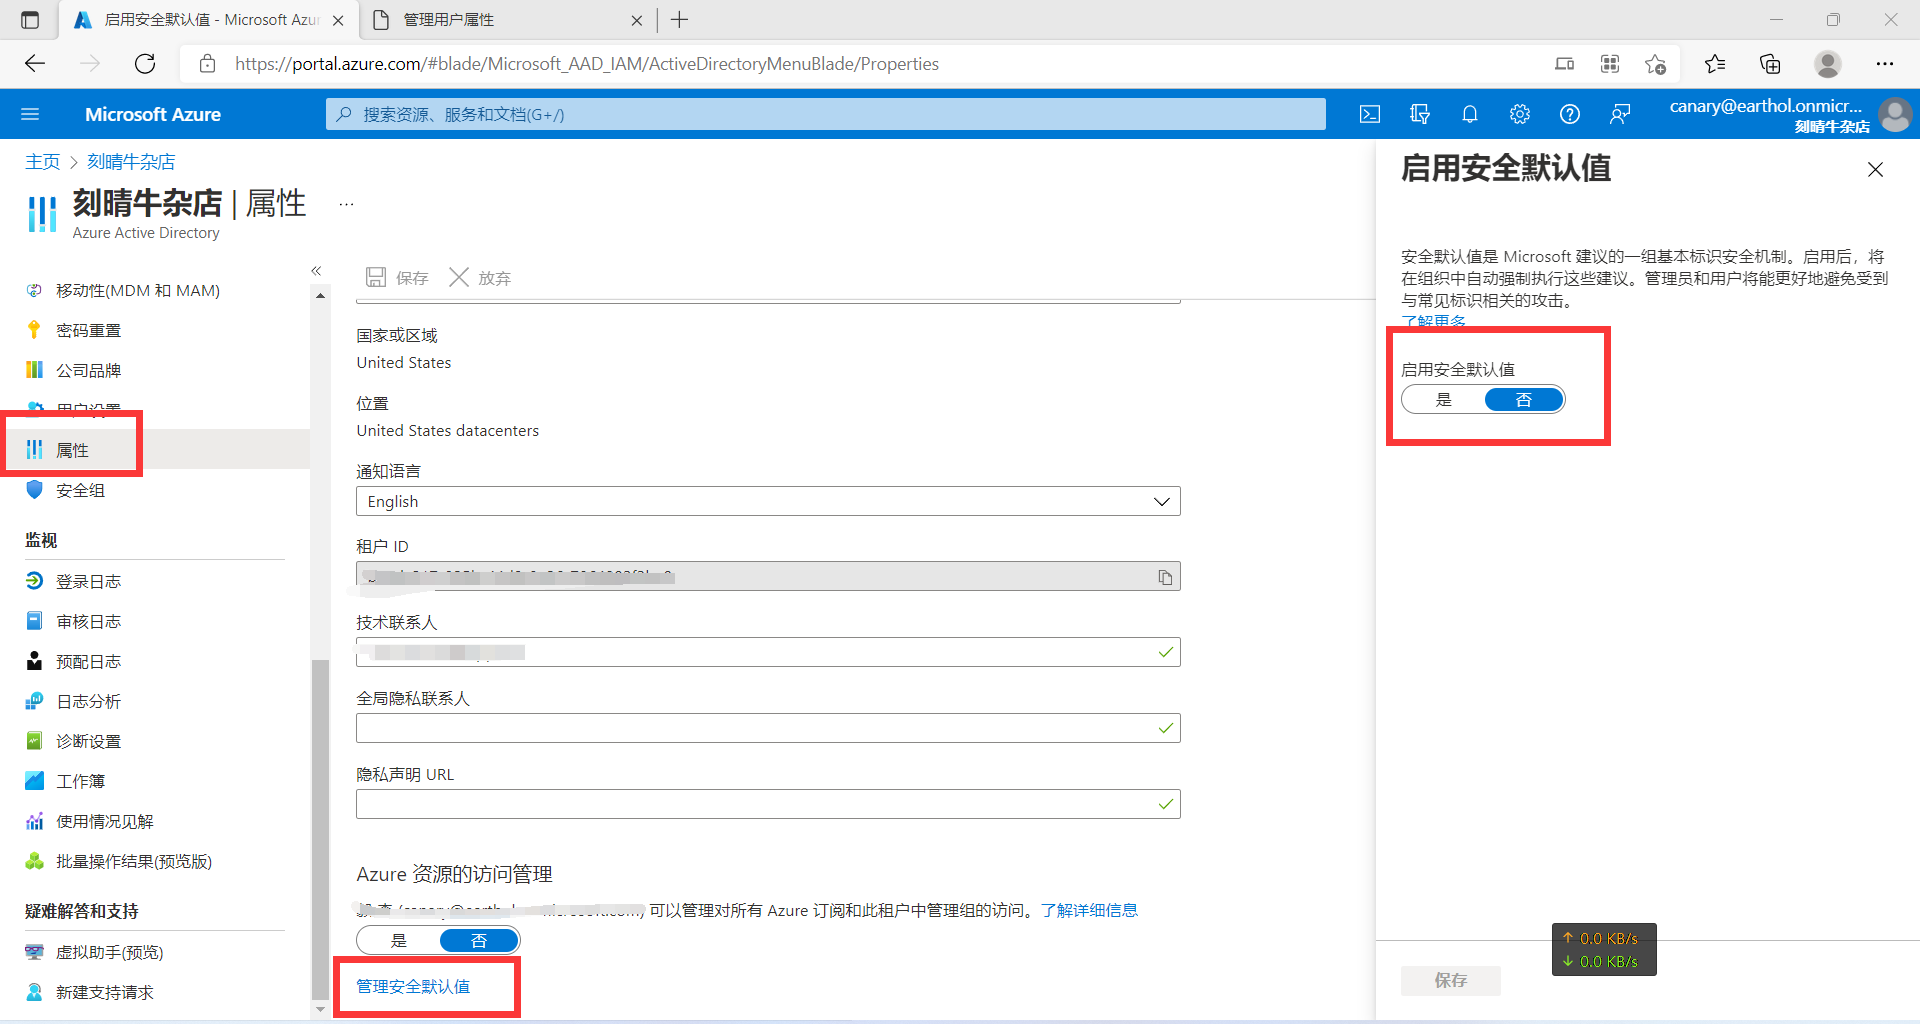 启用安全默认值 - Microsoft Azu
管理用户属性
https://portal.azure.com/#blade/Microsoft_AAD_IAM/ActiveDirectoryMenuBlade/Properties
Microsoft Azure
搜索资源、服务和文档(G+/)
canary@earthol.onmicr...
刻晴牛杂店
主页 > 刻晴牛杂店
刻晴牛杂店 | 属性 ...
Azure Active Directory
«
移动性(MDM 和 MAM)
密码重置
公司品牌
用户设置
属性
安全组
监视
登录日志
审核日志
预配日志
日志分析
诊断设置
工作簿
使用情况见解
批量操作结果(预览版)
疑难解答和支持
虚拟助手(预览)
新建支持请求
保存 放弃
国家或区域
United States
位置
United States datacenters
通知语言
English
租户 ID
技术联系人
全局隐私联系人
隐私声明 URL
Azure 资源的访问管理
可以管理对所有 Azure 订阅和此租户中管理组的访问。了解详细信息
是 否
管理安全默认值
启用安全默认值
安全默认值是 Microsoft 建议的一组基本标识安全机制。启用后，将
在组织中自动强制执行这些建议。管理员和用户将能更好地避免受到
与常见标识相关的攻击。
了解更多
启用安全默认值
是 否
↑ 0.0 KB/s
↓ 0.0 KB/s
保存